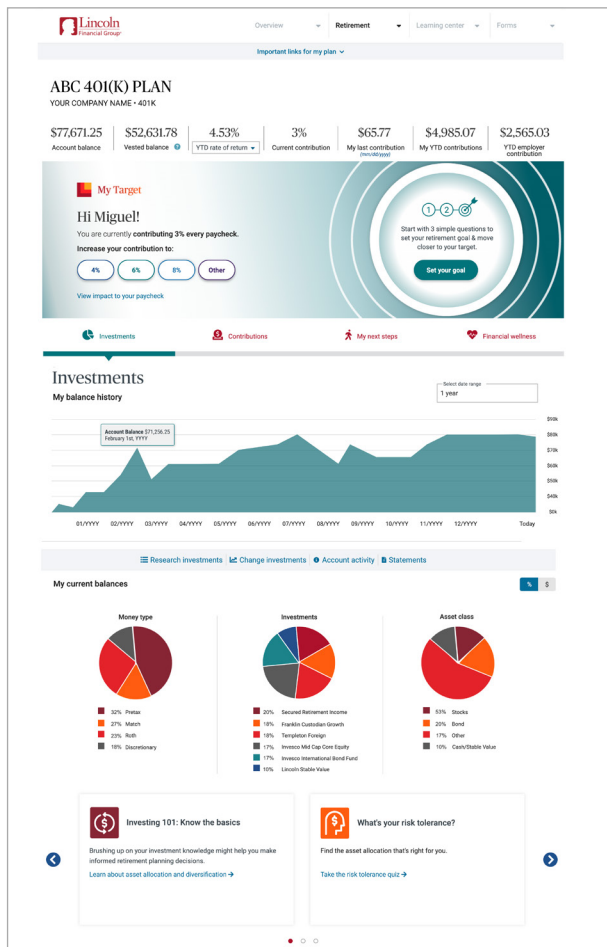 Lincoln
Financial Group®
Overview
Retirement
Learning center
Forms
Important links for my plan
ABC 401(K) PLAN
YOUR COMPANY NAME • 401K
$77,671.25
Account balance
$52,631.78
Vested balance ?
4.53%
YTD rate of return
3%
Current contribution
$65.77
My last contribution
(mm/dd/yyyy)
$4,985.07
My YTD contributions
$2,565.03
YTD employer
contribution
My Target
Hi Miguel!
You are currently contributing 3% every paycheck.
Increase your contribution to:
4%
6%
8%
Other
View impact to your paycheck
1 2
Start with 3 simple questions to
set your retirement goal & move
closer to your target.
Set your goal
Investments
Contributions
My next steps
Financial wellness
Investments
My balance history
Select date range
1 year
Account Balance $71,256.25
February 1st, YYYY
$90k
$80k
$70k
$60k
$50k
$40k
$0k
01/YYYY 02/YYYY 03/YYYY 04/YYYY 05/YYYY 06/YYYY 07/YYYY 08/YYYY 09/YYYY 10/YYYY 11/YYYY 12/YYYY Today
Research investments Change investments Account activity Statements
My current balances
% $
Money type
32% Pretax
27% Match
23% Roth
18% Discretionary
Investments
20% Secured Retirement Income
18% Franklin Custodian Growth
18% Templeton Foreign
17% Invesco Mid Cap Core Equity
17% Invesco International Bond Fund
10% Lincoln Stable Value
Asset class
53% Stocks
20% Bond
17% Other
10% Cash/Stable Value
Investing 101: Know the basics
Brushing up on your investment knowledge might help you make
informed retirement planning decisions.
Learn about asset allocation and diversification →
What's your risk tolerance?
Find the asset allocation that's right for you.
Take the risk tolerance quiz →